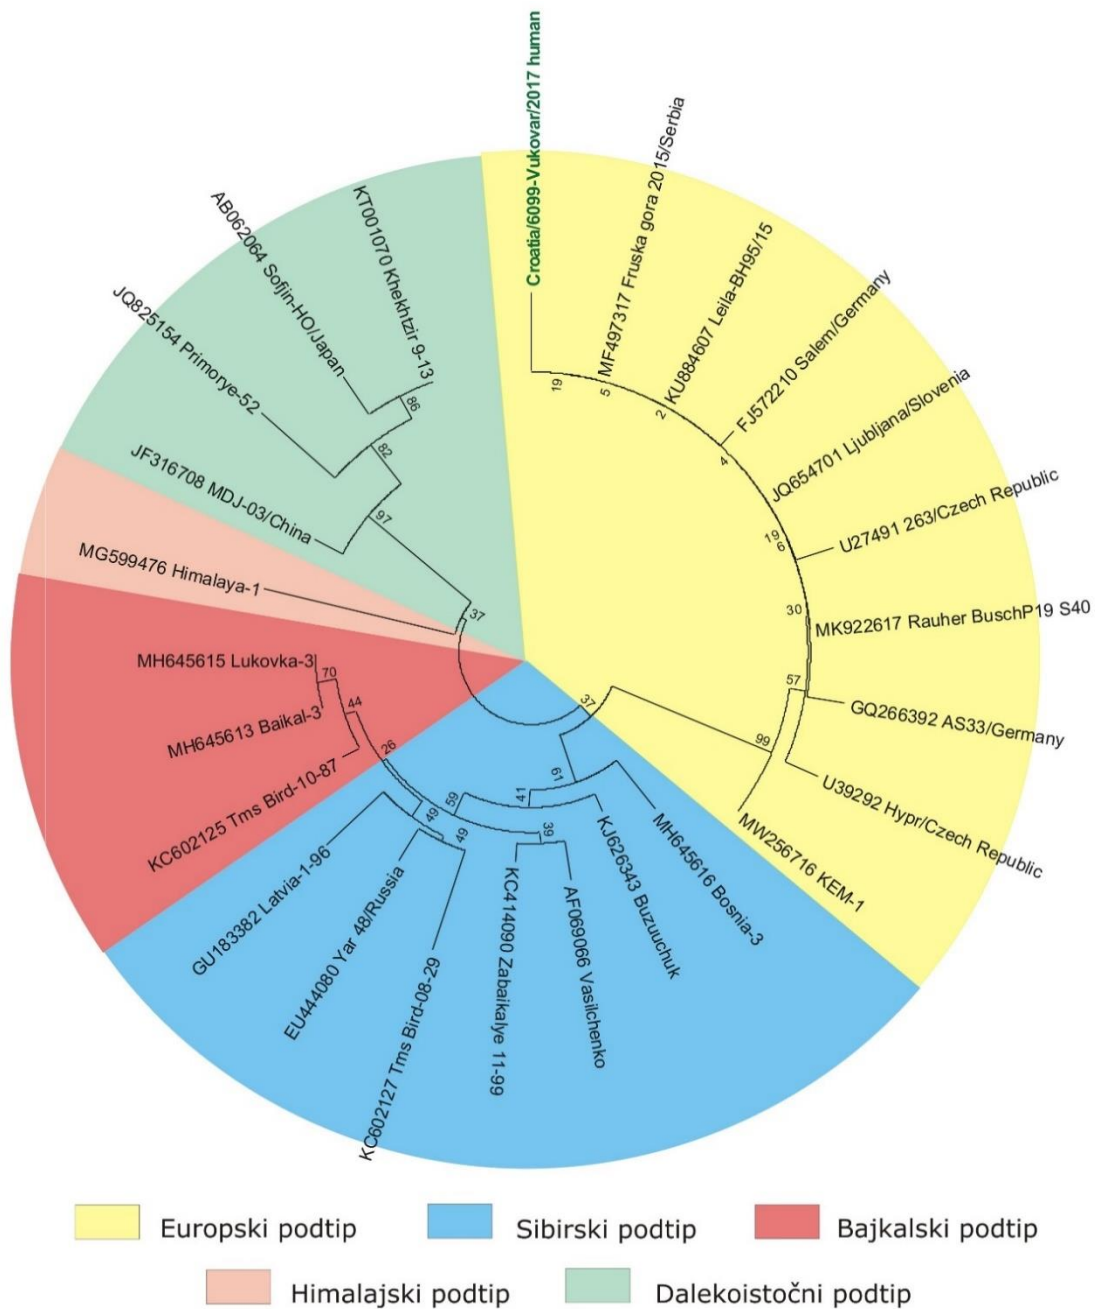 Croatia/6099-Vukovar/2017 human
MF497317 Fruska gora 2015/Serbia
KU884607 Leila-BH95/15
FJ572210 Salem/Germany
JQ654701 Ljubljana/Slovenia
U27491 263/Czech Republic
MK922617 Rauher BuschP19 S40
GQ266392 AS33/Germany
U39292 Hypr/Czech Republic
MW256716 KEM-1
MH645616 Bosnia-3
KJ626343 Buzuuchuk
AF069066 Vasilchenko
KC414090 Zabaikalye 11-99
KC602127 Tms Bird-08-29
EU444080 Yar 48/Russia
GU183382 Latvia-1-96
KC602125 Tms Bird-10-87
MH645613 Baikal-3
MH645615 Lukovka-3
MG599476 Himalaya-1
JF316708 MDJ-03/China
JQ825154 Primorye-52
AB062064 Sofjin-HO/Japan
KT001070 Khekhtzir 9-13
19
5
2
4
19
6
30
57
99
37
61
41
39
59
49
49
26
44
70
37
97
82
86
Europski podtip
Sibirski podtip
Bajkalski podtip
Himalajski podtip
Dalekoistočni podtip